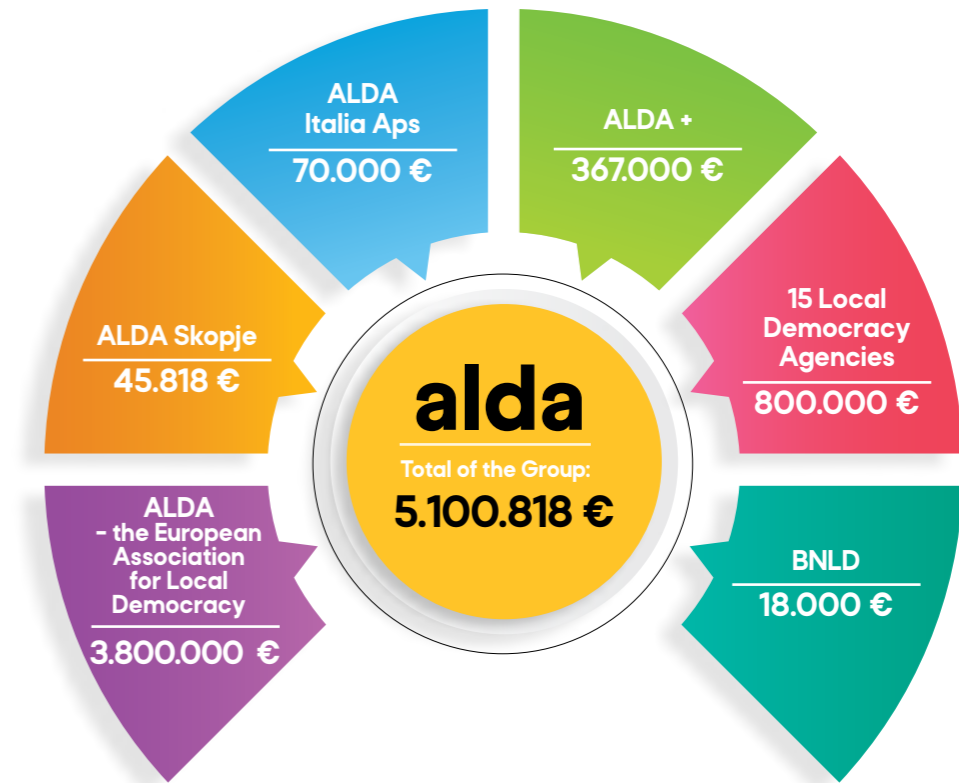 ALDA
Italia Aps
70.000 €
ALDA +
367.000 €
ALDA Skopje
45.818 €
15 Local
Democracy
Agencies
800.000 €
alda
Total of the Group:
5.100.818 €
ALDA
- the European
Association
for Local
Democracy
3.800.000 €
BNLD
18.000 €